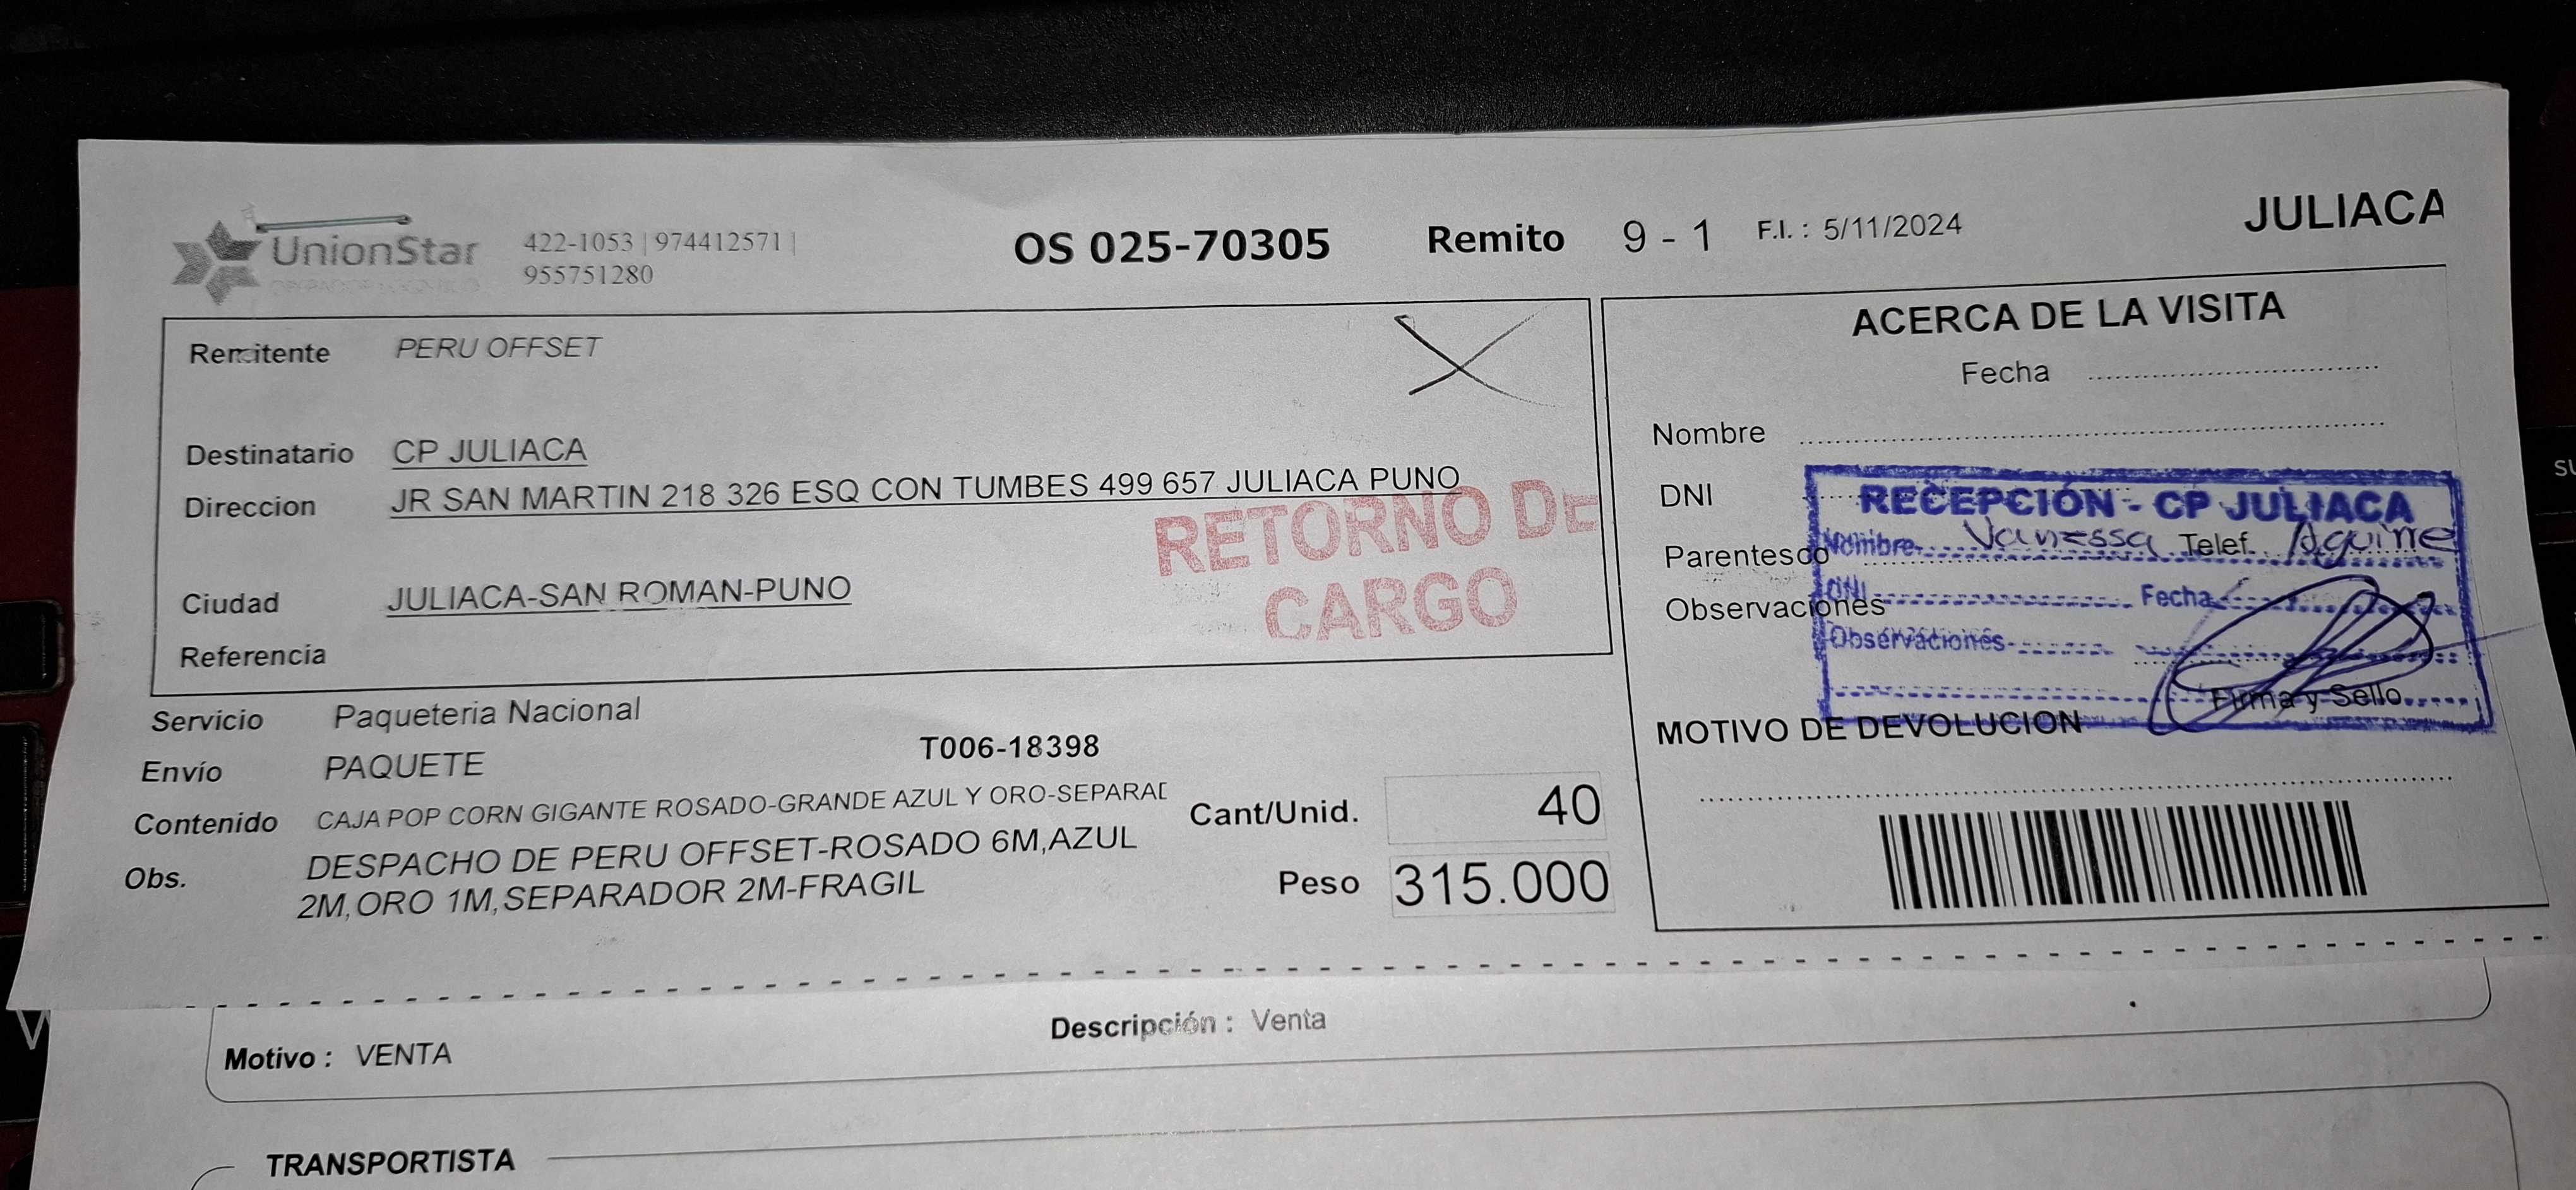 UnionStar
422-1053 | 974412571 |
955751280
OS 025-70305 Remito 9 - 1 F.I. : 5/11/2024 JULIACA
Remitente PERU OFFSET
Destinatario CP JULIACA
Direccion JR SAN MARTIN 218 326 ESQ CON TUMBES 499 657 JULIACA PUNO
RETORNO DE
CARGO
Ciudad JULIACA-SAN ROMAN-PUNO
Referencia
Servicio Paqueteria Nacional
Envío PAQUETE T006-18398
Contenido CAJA POP CORN GIGANTE ROSADO-GRANDE AZUL Y ORO-SEPARAD
Cant/Unid. 40
Obs. DESPACHO DE PERU OFFSET-ROSADO 6M,AZUL
2M,ORO 1M,SEPARADOR 2M-FRAGIL
Peso 315.000
ACERCA DE LA VISITA
Fecha
Nombre
DNI
Parentesco Telef.
Observaciones
Firma y Sello
RECEPCIÓN - CP JULIACA
Nombre Vanessa Aguirre
DNI Fecha
Observaciones
MOTIVO DE DEVOLUCION
Motivo : VENTA Descripción : Venta
TRANSPORTISTA